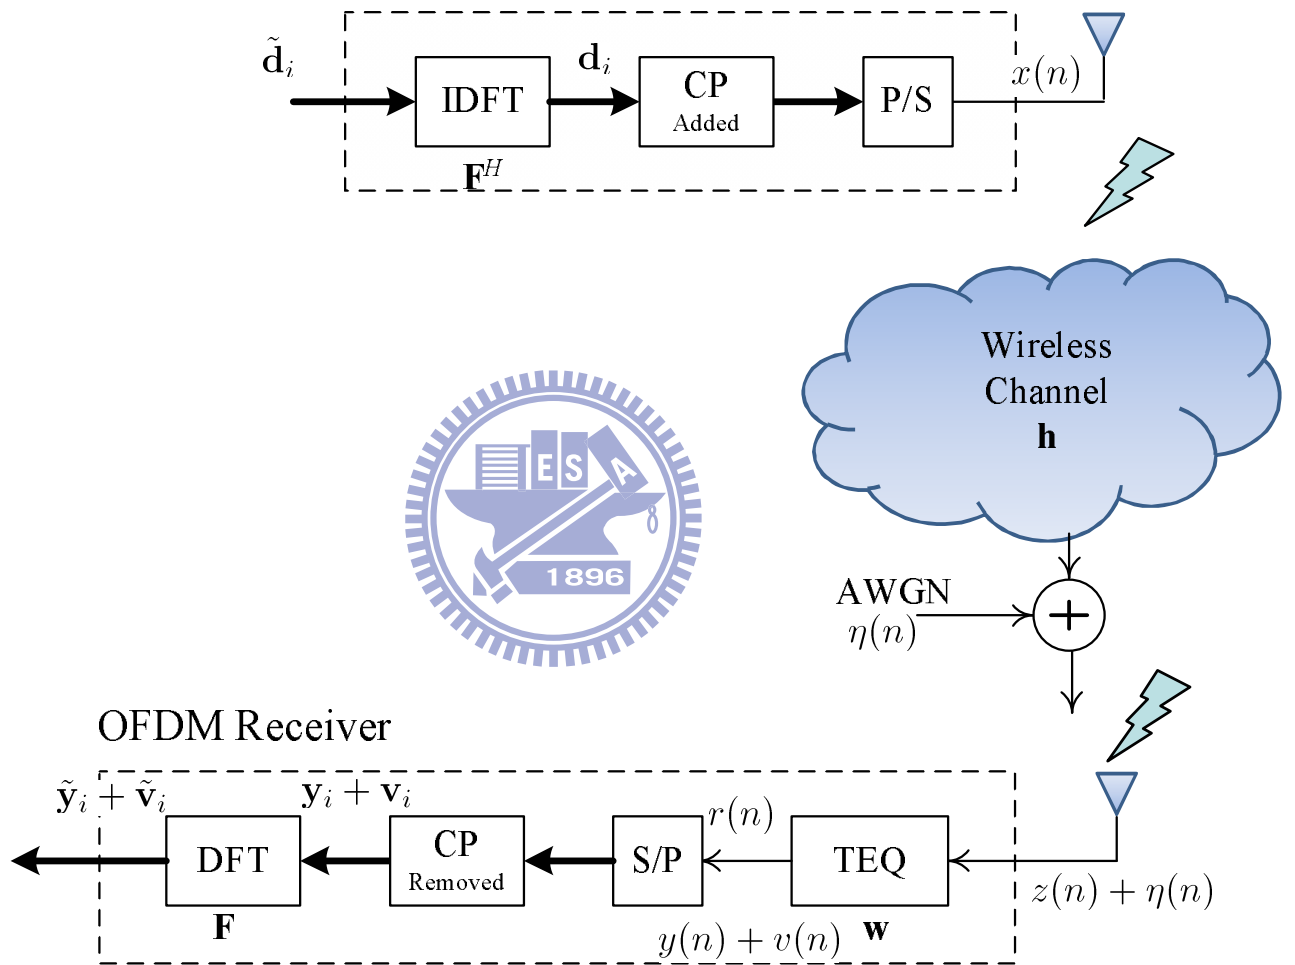 d̃ᵢ
IDFT
Fᴴ
dᵢ
CP
Added
P/S
x(n)
Wireless
Channel
h
E S A
1896
AWGN
η(n)
OFDM Receiver
ỹᵢ + ṽᵢ
DFT
F
yᵢ + vᵢ
CP
Removed
S/P
r(n)
y(n) + v(n)
TEQ
w
z(n) + η(n)